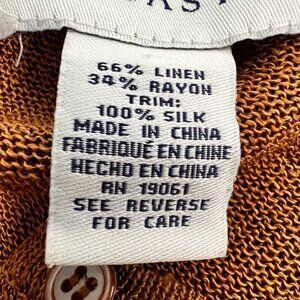 66% LINEN
34% RAYON
TRIM:
100% SILK
MADE IN CHINA
FABRIQUÉ EN CHINE
HECHO EN CHINA
RN 19061
SEE REVERSE
FOR CARE